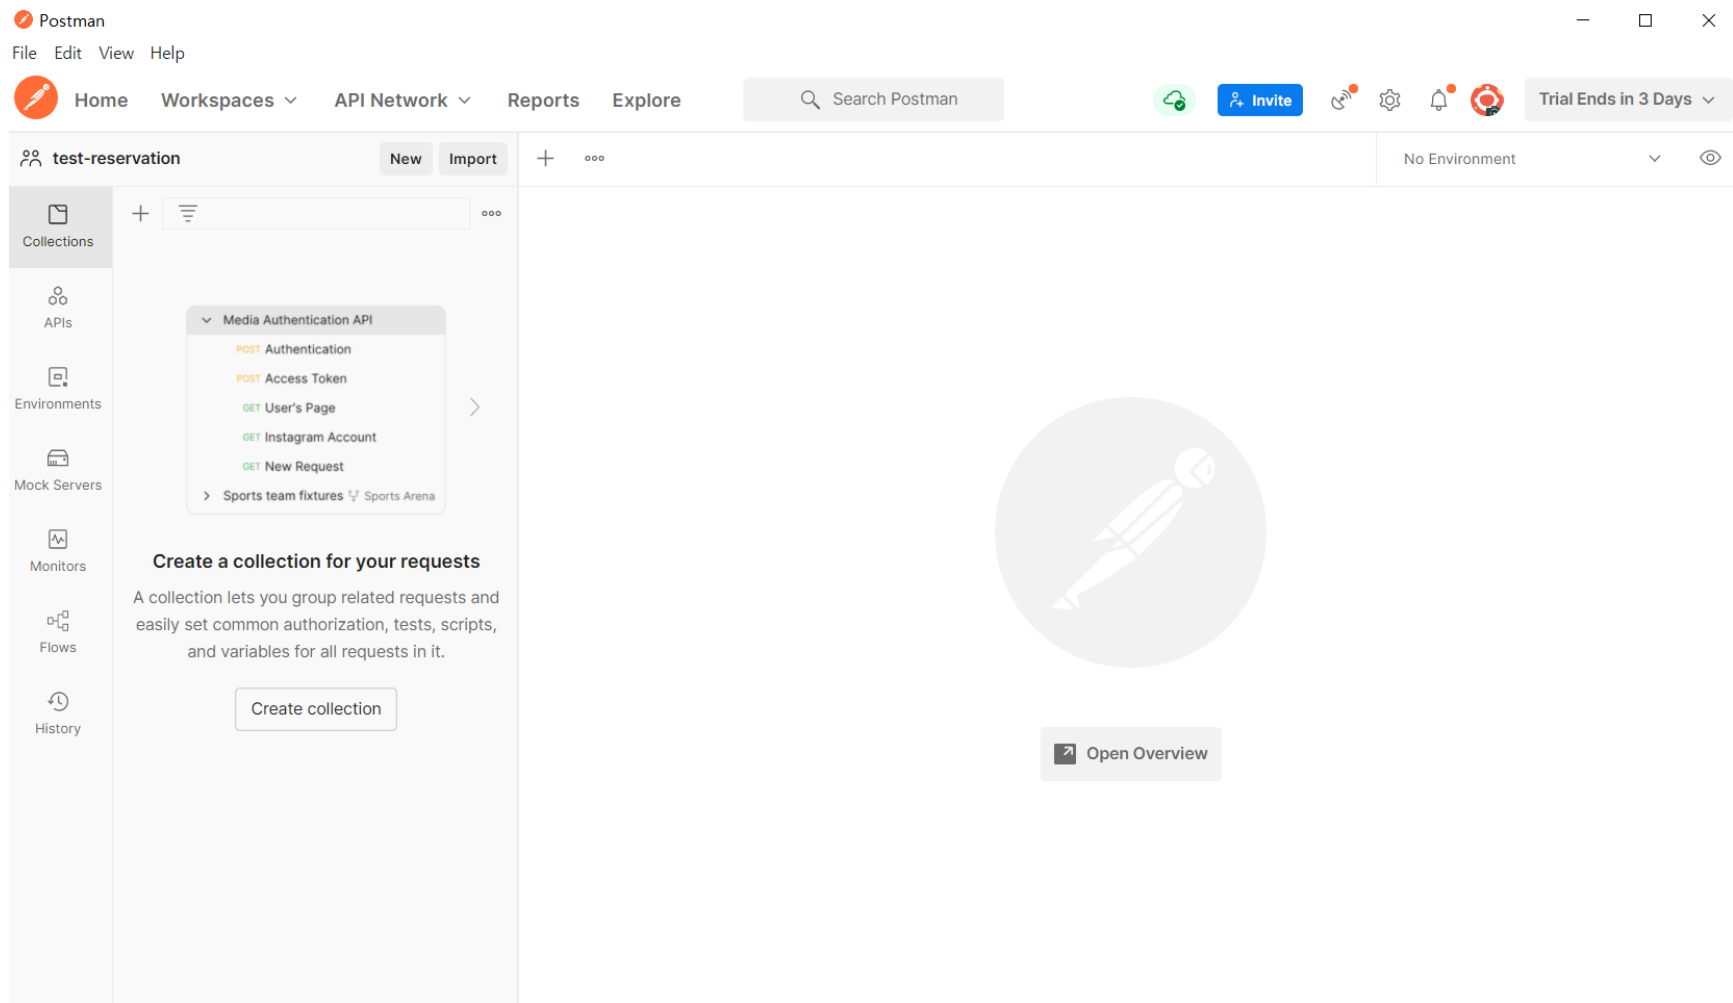 Postman
File Edit View Help
Home Workspaces API Network Reports Explore Search Postman Invite Trial Ends in 3 Days
test-reservation New Import No Environment
Collections
APIs
Environments
Mock Servers
Monitors
Flows
History
Media Authentication API
POST Authentication
POST Access Token
GET User's Page
GET Instagram Account
GET New Request
Sports team fixtures Sports Arena
Create a collection for your requests
A collection lets you group related requests and
easily set common authorization, tests, scripts,
and variables for all requests in it.
Create collection
Open Overview